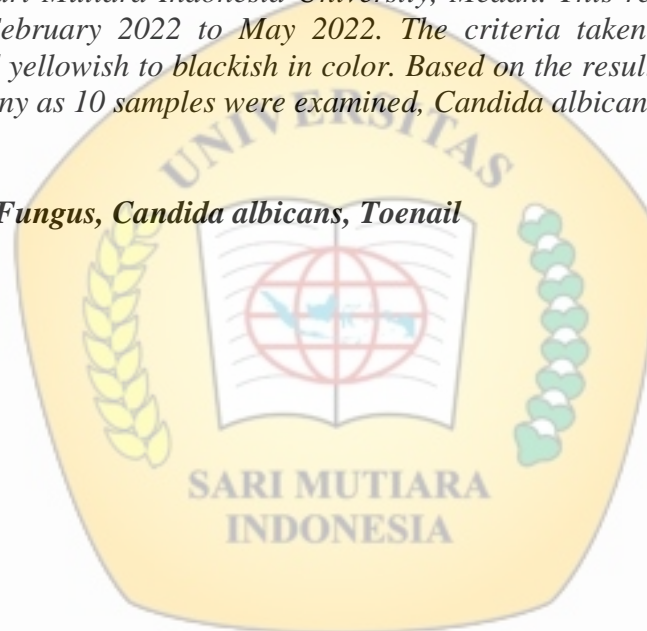 ari Mutiara Indonesia University, Medan. This re
ebruary 2022 to May 2022. The criteria taken
yellowish to blackish in color. Based on the resul
ny as 10 samples were examined, Candida albican
Fungus, Candida albicans, Toenail
UNIVERSITAS
SARI MUTIARA
INDONESIA